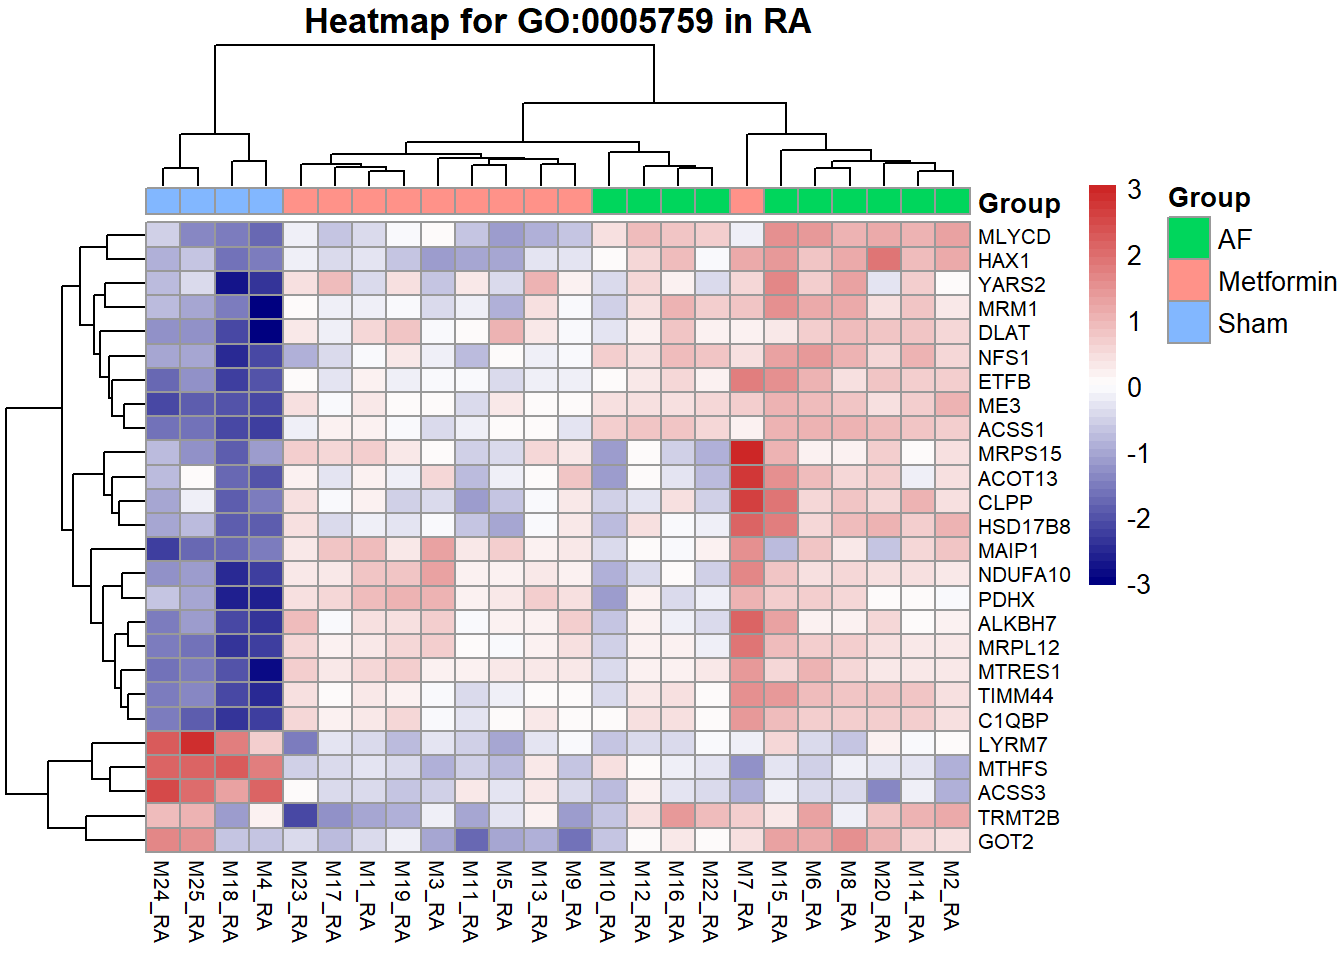 Heatmap for GO:0005759 in RA
Group
MLYCD
HAX1
YARS2
MRM1
DLAT
NFS1
ETFB
ME3
ACSS1
MRPS15
ACOT13
CLPP
HSD17B8
MAIP1
NDUFA10
PDHX
ALKBH7
MRPL12
MTRES1
TIMM44
C1QBP
LYRM7
MTHFS
ACSS3
TRMT2B
GOT2
M24_RA
M25_RA
M18_RA
M4_RA
M23_RA
M17_RA
M1_RA
M19_RA
M3_RA
M11_RA
M5_RA
M13_RA
M9_RA
M10_RA
M12_RA
M16_RA
M22_RA
M7_RA
M15_RA
M6_RA
M8_RA
M20_RA
M14_RA
M2_RA
3
2
1
0
-1
-2
-3
Group
AF
Metformin
Sham